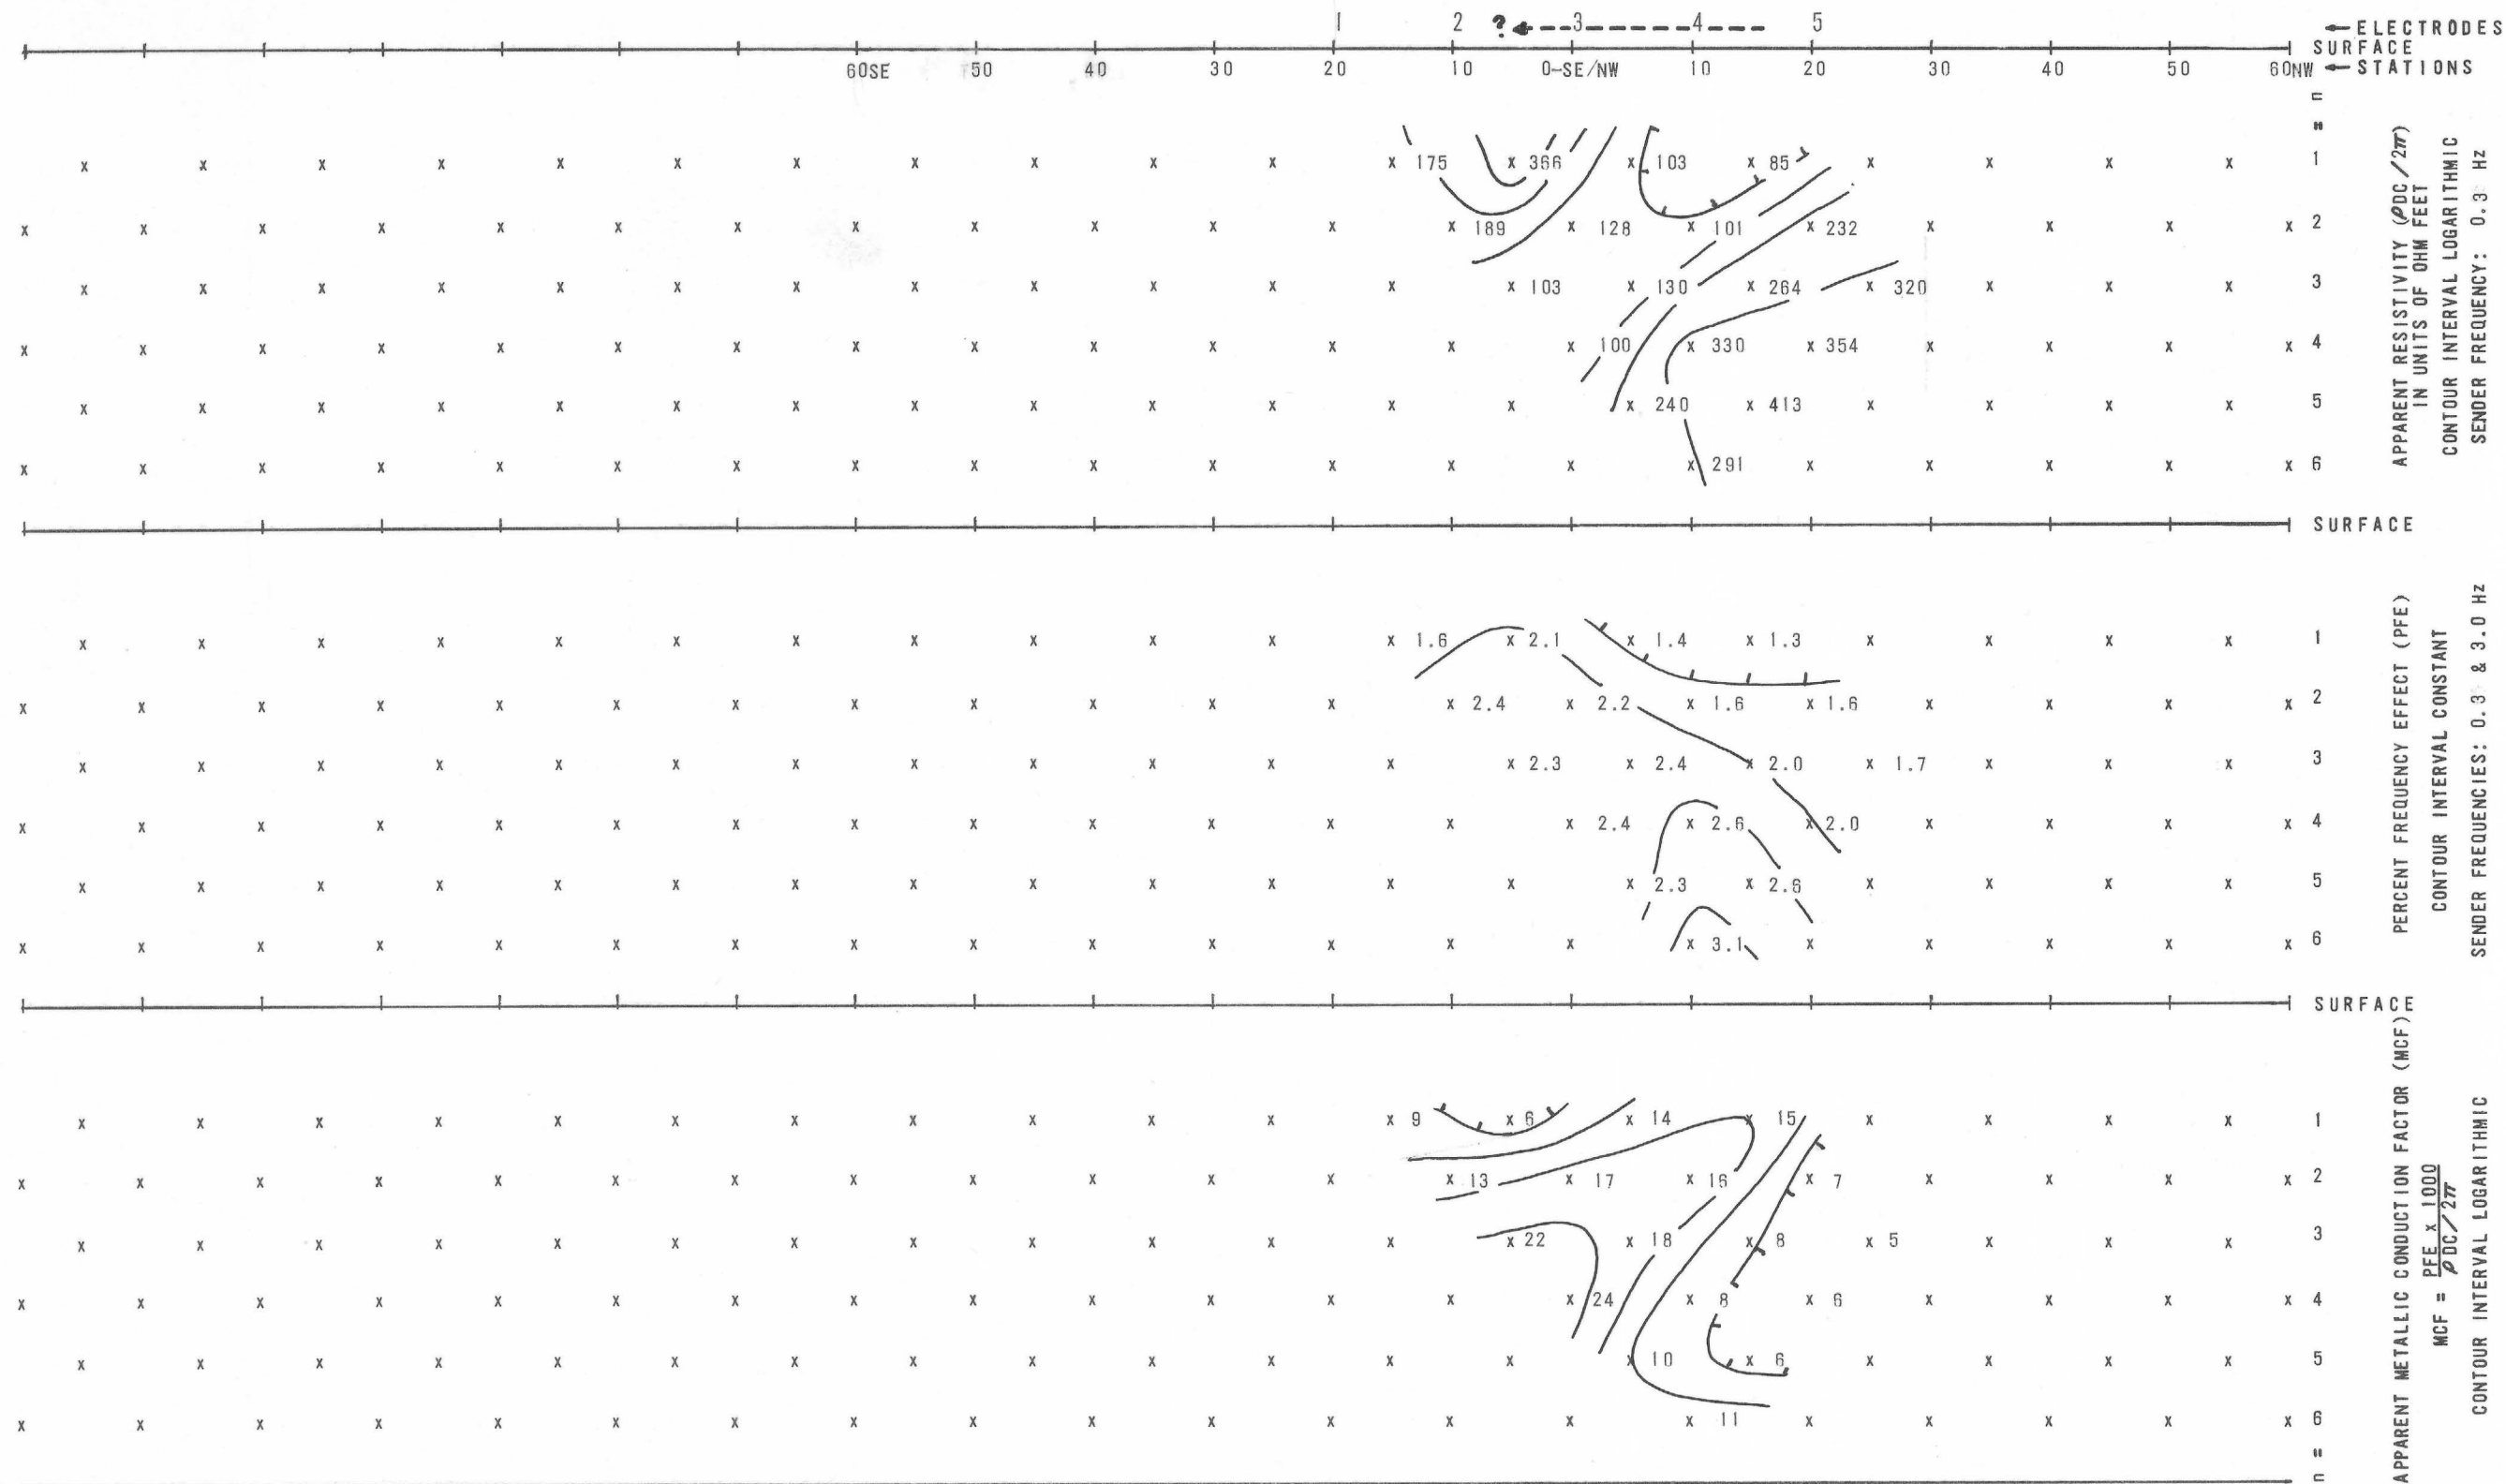 1 2 ? 3 4 5 ←ELECTRODES
SURFACE
60SE 50 40 30 20 10 0-SE/NW 10 20 30 40 50 60NW ←STATIONS
n
=
x x x x x x x x x x x x 175 x 366 x 103 x 85 x x x x 1
x x x x x x x x x x x x x 189 x 128 x 101 x 232 x x x x 2
x x x x x x x x x x x x x 103 x 130 x 264 x 320 x x x 3
x x x x x x x x x x x x x x 100 x 330 x 354 x x x x 4
x x x x x x x x x x x x x x 240 x 413 x x x x 5
x x x x x x x x x x x x x x x 291 x x x x x 6
APPARENT RESISTIVITY (ρDC/2π)
IN UNITS OF OHM FEET
CONTOUR INTERVAL LOGARITHMIC
SENDER FREQUENCY: 0.3 HZ
SURFACE
x x x x x x x x x x x x 1.6 x 2.1 x 1.4 x 1.3 x x x x 1
x x x x x x x x x x x x x 2.4 x 2.2 x 1.6 x 1.6 x x x x 2
x x x x x x x x x x x x x 2.3 x 2.4 x 2.0 x 1.7 x x x 3
x x x x x x x x x x x x x x 2.4 x 2.6 x 2.0 x x x x 4
x x x x x x x x x x x x x x 2.3 x 2.6 x x x x 5
x x x x x x x x x x x x x x x 3.1 x x x x x 6
PERCENT FREQUENCY EFFECT (PFE)
CONTOUR INTERVAL CONSTANT
SENDER FREQUENCIES: 0.3 & 3.0 HZ
SURFACE
x x x x x x x x x x x x 9 x 6 x 14 x 15 x x x x 1
x x x x x x x x x x x x x 13 x 17 x 16 x 7 x x x x 2
x x x x x x x x x x x x x 22 x 18 x 8 x 5 x x x 3
x x x x x x x x x x x x x x 24 x 8 x 6 x x x x 4
x x x x x x x x x x x x x x 10 x 6 x x x x 5
x x x x x x x x x x x x x x x 11 x x x x x 6
=
n
APPARENT METALLIC CONDUCTION FACTOR (MCF)
MCF = PFE x 1000
ρDC/2π
CONTOUR INTERVAL LOGARITHMIC